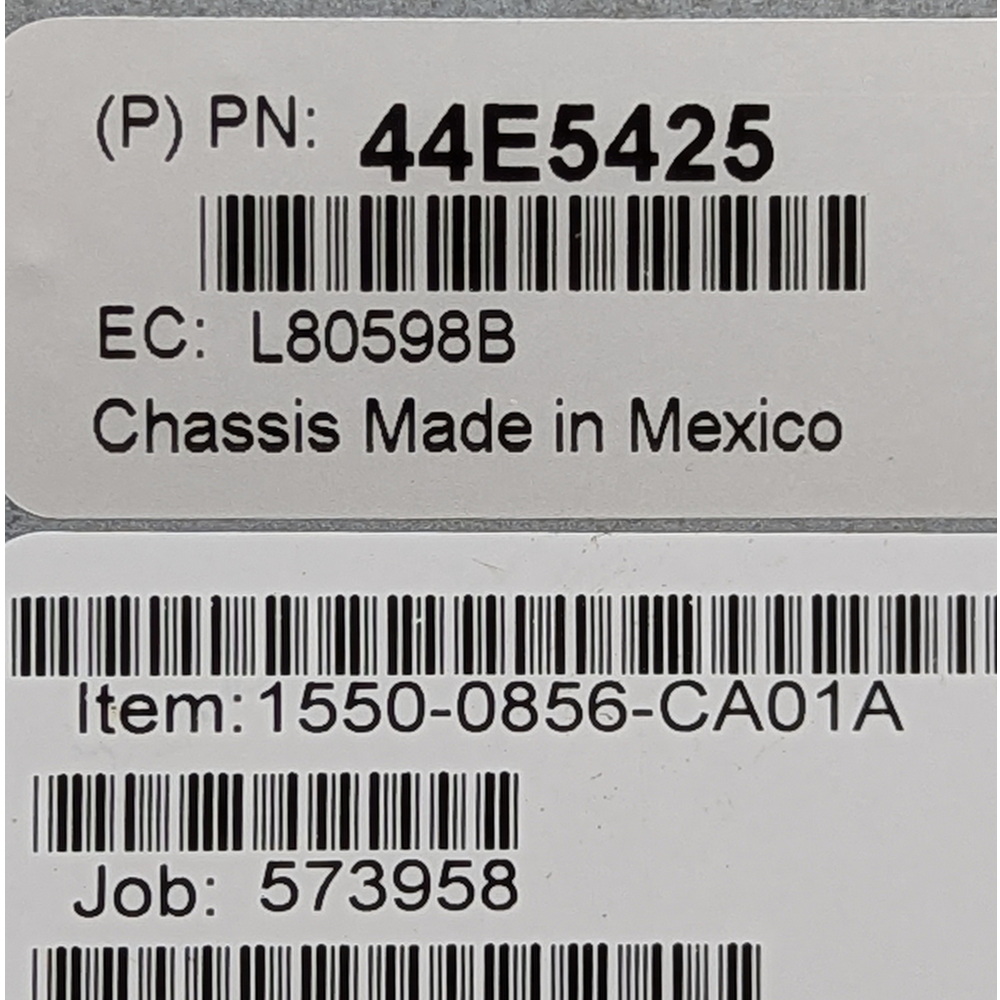 (P) PN: 44E5425
EC: L80598B
Chassis Made in Mexico
Item:1550-0856-CA01A
Job: 573958